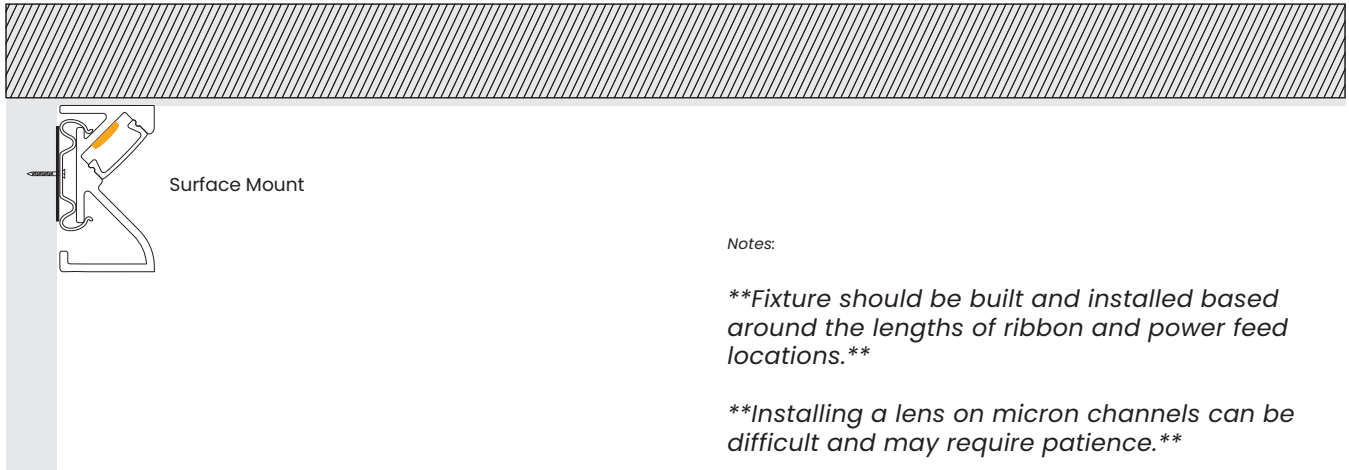 Surface Mount
Notes:
**Fixture should be built and installed based
around the lengths of ribbon and power feed
locations.**
**Installing a lens on micron channels can be
difficult and may require patience.**